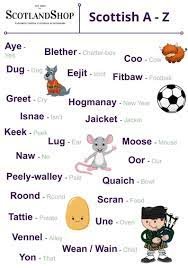 SCOTLANDSHOP
Scottish A - Z
Aye -
Yes
Blether - Chatter-box
Coo - Cow
Dug - Dog
Eejit - Idiot
Fitbaw - Football
Greet - Cry
Hogmanay - New Year
Isnae - Isn't
Jaicket - Jacket
Keek - Peek
Lug - Ear
Moose - Mouse
Naw - No
Oor - Our
Peely-walley - Pale
Quaich - Bowl
Roond - Round
Scran - Food
Tattie - Potato
Une - Oven
Vennel - Alley
Wean / Wain - Child
Yon - That